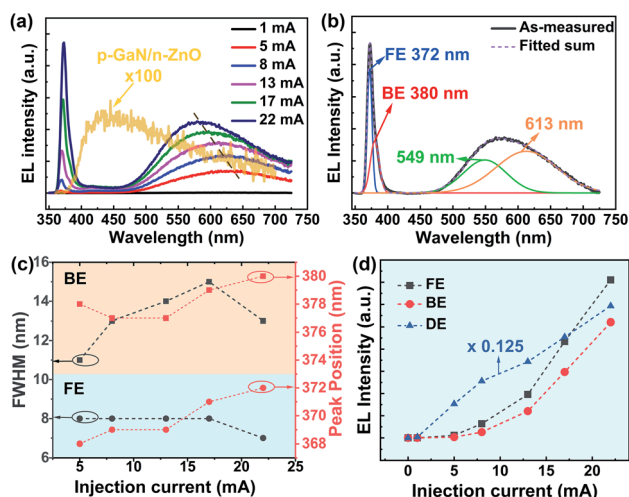 (a)
EL intensity (a.u.)
p-GaN/n-ZnO
x100
1 mA
5 mA
8 mA
13 mA
17 mA
22 mA
350 400 450 500 550 600 650 700 750
Wavelength (nm)
(b)
EL intensity (a.u.)
As-measured
Fitted sum
FE 372 nm
BE 380 nm
549 nm
613 nm
350 400 450 500 550 600 650 700 750
Wavelength (nm)
(c)
BE
FE
FWHM (nm)
16
14
12
10
8
6
Peak Position (nm)
380
378
376
374
372
370
368
5 10 15 20 25
Injection current (mA)
(d)
EL Intensity (a.u.)
FE
BE
DE
x 0.125
0 5 10 15 20
Injection current (mA)